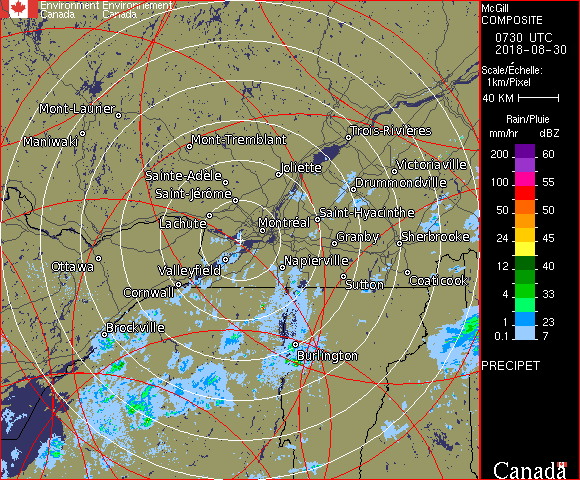 Environment Environnement
Canada Canada
McGill
COMPOSITE
0730 UTC
2018-08-30
Scale/Échelle:
1km/Pixel
40 KM
Rain/Pluie
mm/hr dBZ
200 60
100 55
50 50
24 45
12 40
4 33
1 23
0.1 7
PRECIPET
Canada
Mont-Laurier
Maniwaki
Mont-Tremblant
Trois-Rivières
Joliette
Victoriaville
Sainte-Adèle
Drummondville
Saint-Jérôme
Saint-Hyacinthe
Lachute
Montréal
Granby
Sherbrooke
Ottawa
Valleyfield
Napierville
Cornwall
Sutton
Coaticook
Brockville
Burlington